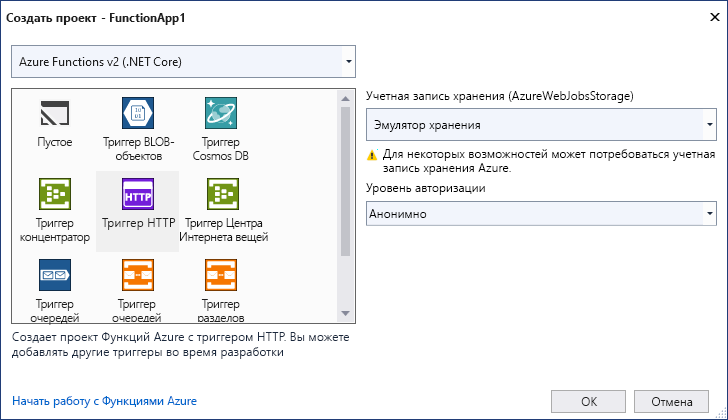 Создать проект - FunctionApp1
Azure Functions v2 (.NET Core)
Пустое
Триггер BLOB-
объектов
Триггер
Cosmos DB
Триггер
концентратор
HTTP
Триггер HTTP
Триггер Центра
Интернета вещей
Триггер
очередей
Триггер
очередей
Триггер
разделов
Создает проект Функций Azure с триггером HTTP. Вы можете
добавлять другие триггеры во время разработки
Учетная запись хранения (AzureWebJobsStorage)
Эмулятор хранения
Для некоторых возможностей может потребоваться учетная
запись хранения Azure.
Уровень авторизации
Анонимно
Начать работу с Функциями Azure
ОК
Отмена